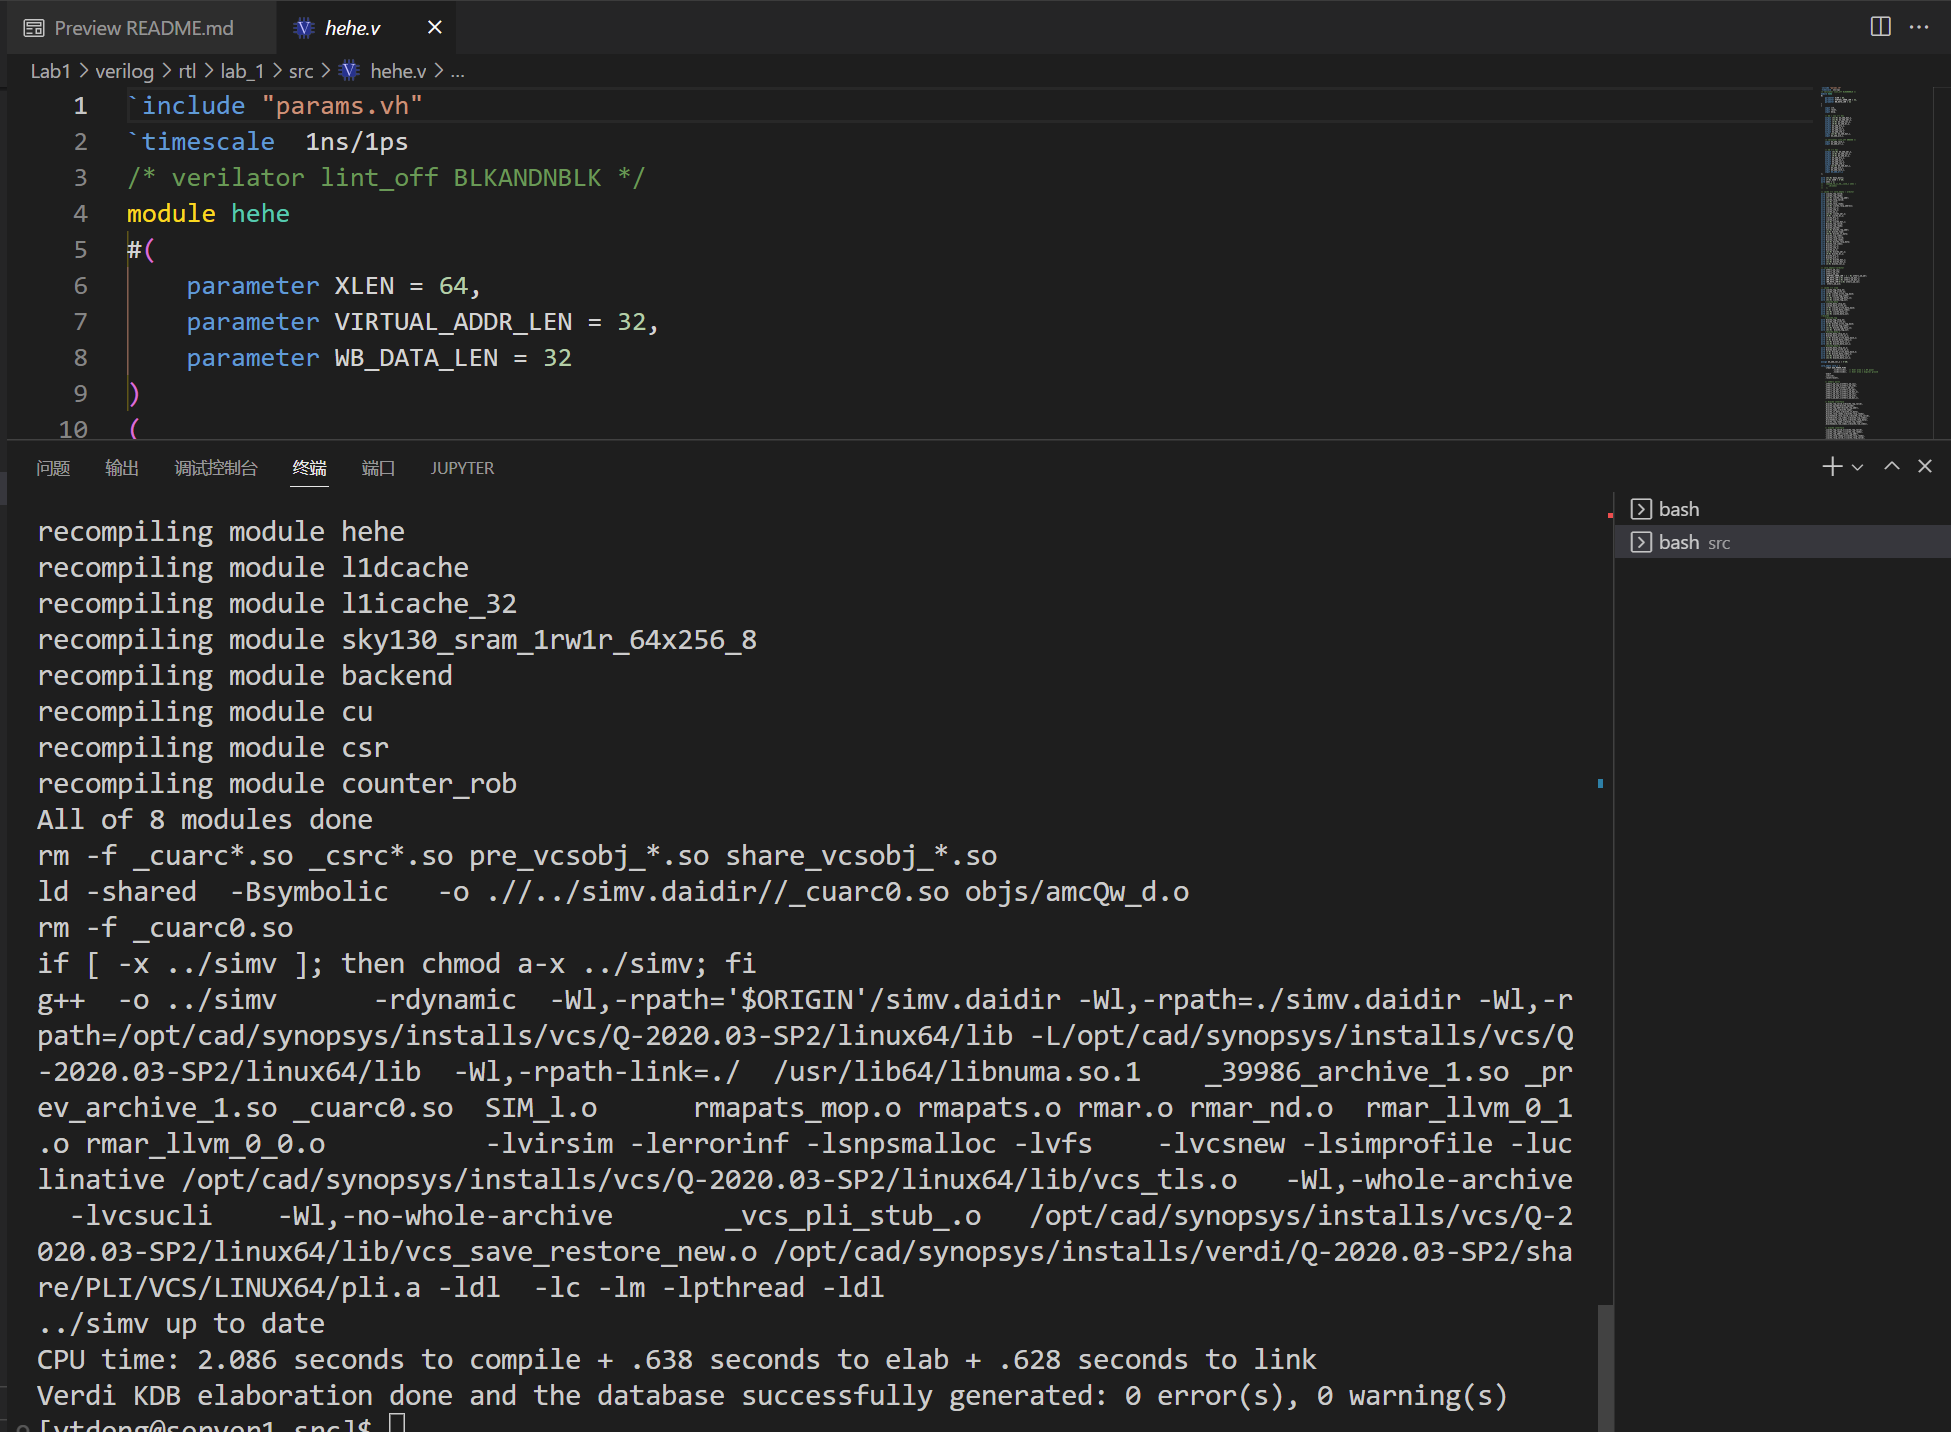 Preview README.md
hehe.v
Lab1 > verilog > rtl > lab_1 > src > hehe.v > ...
1 `include "params.vh"
2 `timescale  1ns/1ps
3 /* verilator lint_off BLKANDNBLK */
4 module hehe
5 #(
6     parameter XLEN = 64,
7     parameter VIRTUAL_ADDR_LEN = 32,
8     parameter WB_DATA_LEN = 32
9 )
10 (
问题 输出 调试控制台 终端 端口 JUPYTER
bash
bash src
recompiling module hehe
recompiling module l1dcache
recompiling module l1icache_32
recompiling module sky130_sram_1rw1r_64x256_8
recompiling module backend
recompiling module cu
recompiling module csr
recompiling module counter_rob
All of 8 modules done
rm -f _cuarc*.so _csrc*.so pre_vcsobj_*.so share_vcsobj_*.so
ld -shared  -Bsymbolic   -o .//../simv.daidir//_cuarc0.so objs/amcQw_d.o
rm -f _cuarc0.so
if [ -x ../simv ]; then chmod a-x ../simv; fi
g++  -o ../simv      -rdynamic  -Wl,-rpath='$ORIGIN'/simv.daidir -Wl,-rpath=./simv.daidir -Wl,-r
path=/opt/cad/synopsys/installs/vcs/Q-2020.03-SP2/linux64/lib -L/opt/cad/synopsys/installs/vcs/Q
-2020.03-SP2/linux64/lib  -Wl,-rpath-link=./  /usr/lib64/libnuma.so.1    _39986_archive_1.so _pr
ev_archive_1.so _cuarc0.so  SIM_l.o      rmapats_mop.o rmapats.o rmar.o rmar_nd.o  rmar_llvm_0_1
.o rmar_llvm_0_0.o          -lvirsim -lerrorinf -lsnpsmalloc -lvfs    -lvcsnew -lsimprofile -luc
linative /opt/cad/synopsys/installs/vcs/Q-2020.03-SP2/linux64/lib/vcs_tls.o   -Wl,-whole-archive
  -lvcsucli    -Wl,-no-whole-archive       _vcs_pli_stub_.o   /opt/cad/synopsys/installs/vcs/Q-2
020.03-SP2/linux64/lib/vcs_save_restore_new.o /opt/cad/synopsys/installs/verdi/Q-2020.03-SP2/sha
re/PLI/VCS/LINUX64/pli.a -ldl  -lc -lm -lpthread -ldl
../simv up to date
CPU time: 2.086 seconds to compile + .638 seconds to elab + .628 seconds to link
Verdi KDB elaboration done and the database successfully generated: 0 error(s), 0 warning(s)
[ytdeng@server1 src]$